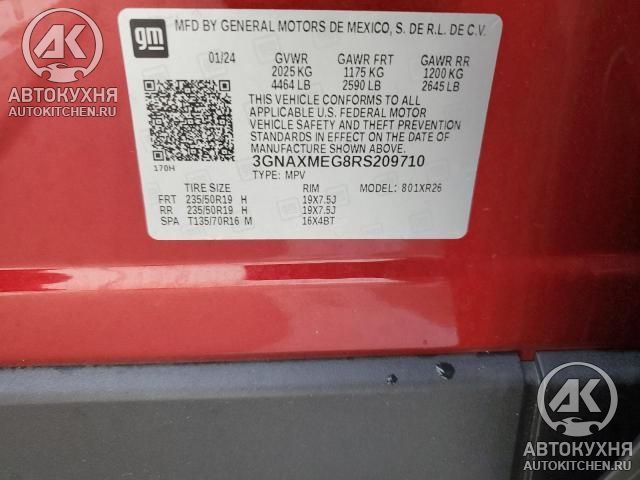 gm
MFD BY GENERAL MOTORS DE MEXICO, S. DE R.L. DE C.V.
01/24 GVWR GAWR FRT GAWR RR
2025 KG 1175 KG 1200 KG
4464 LB 2590 LB 2645 LB
THIS VEHICLE CONFORMS TO ALL
APPLICABLE U.S. FEDERAL MOTOR
VEHICLE SAFETY AND THEFT PREVENTION
STANDARDS IN EFFECT ON THE DATE OF
MANUFACTURE SHOWN ABOVE.
170H 3GNAXMEG8RS209710
TYPE: MPV
TIRE SIZE RIM MODEL: 801XR26
FRT 235/50R19 H 19X7.5J
RR 235/50R19 H 19X7.5J
SPA T135/70R16 M 16X4BT
АК
АВТОКУХНЯ
AUTOKITCHEN.RU
АК
АВТОКУХНЯ
AUTOKITCHEN.RU